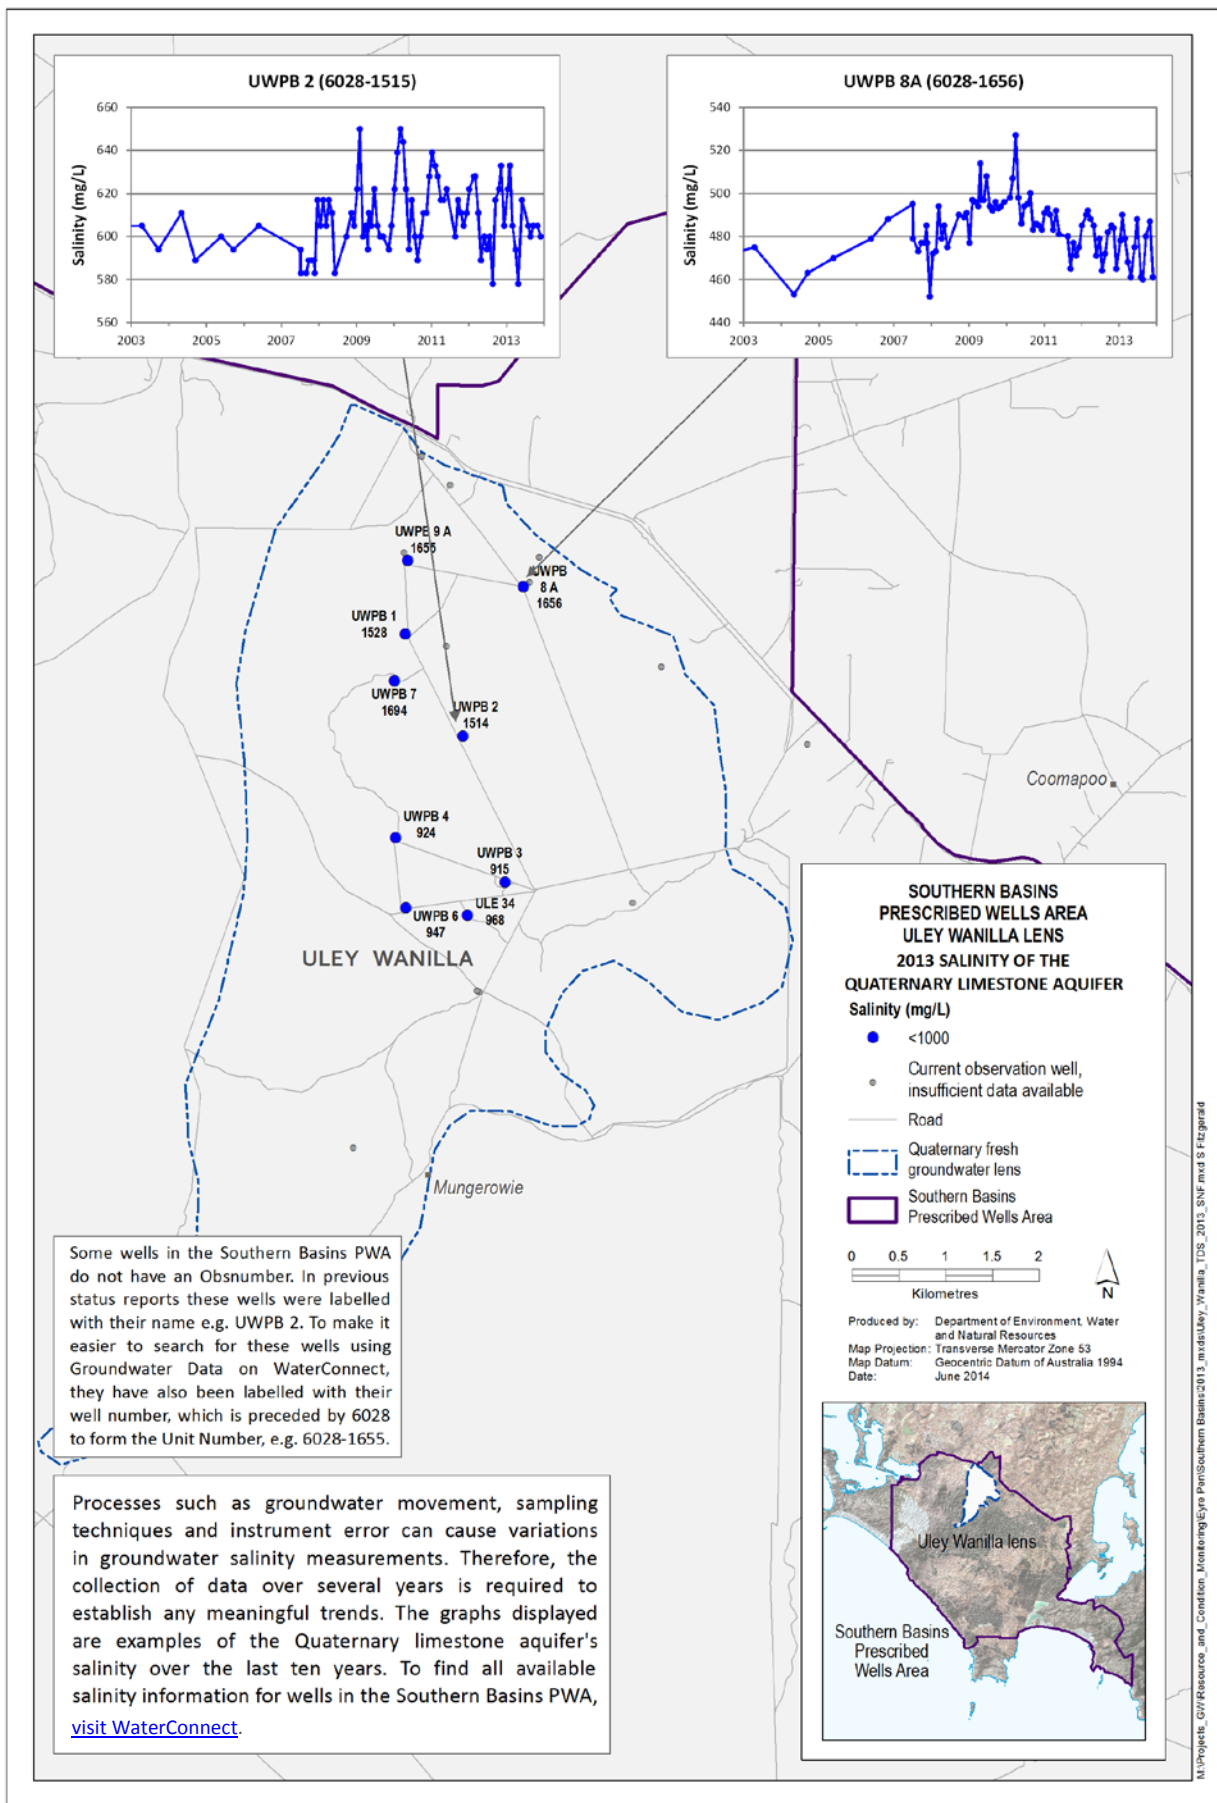 UWPB 2 (6028-1515)
660
640
620
600
580
560
Salinity (mg/L)
2003 2005 2007 2009 2011 2013
UWPB 8A (6028-1656)
540
520
500
480
460
440
Salinity (mg/L)
2003 2005 2007 2009 2011 2013
UWPB 9 A
1655
UWPB
8 A
1656
UWPB 1
1528
UWPB 7
1694
UWPB 2
1514
Coomapoo
UWPB 4
924
UWPB 3
915
ULE 34
968
UWPB 6
947
ULEY WANILLA
Mungerowie
SOUTHERN BASINS
PRESCRIBED WELLS AREA
ULEY WANILLA LENS
2013 SALINITY OF THE
QUATERNARY LIMESTONE AQUIFER
Salinity (mg/L)
<1000
Current observation well,
insufficient data available
Road
Quaternary fresh
groundwater lens
Southern Basins
Prescribed Wells Area
0 0.5 1 1.5 2
Kilometres
N
Produced by: Department of Environment, Water
and Natural Resources
Map Projection: Transverse Mercator Zone 53
Map Datum: Geocentric Datum of Australia 1994
Date: June 2014
Uley Wanilla lens
Southern Basins
Prescribed
Wells Area
Some wells in the Southern Basins PWA
do not have an Obsnumber. In previous
status reports these wells were labelled
with their name e.g. UWPB 2. To make it
easier to search for these wells using
Groundwater Data on WaterConnect,
they have also been labelled with their
well number, which is preceded by 6028
to form the Unit Number, e.g. 6028-1655.
Processes such as groundwater movement, sampling
techniques and instrument error can cause variations
in groundwater salinity measurements. Therefore, the
collection of data over several years is required to
establish any meaningful trends. The graphs displayed
are examples of the Quaternary limestone aquifer's
salinity over the last ten years. To find all available
salinity information for wells in the Southern Basins PWA,
visit WaterConnect.
M:\Projects_GW\Resource_and_Condition_Monitoring\Eyre Pen\Southern Basins\2013_mxds\Uley_Wanilla_TDS_2013_SNF.mxd S Fitzgerald